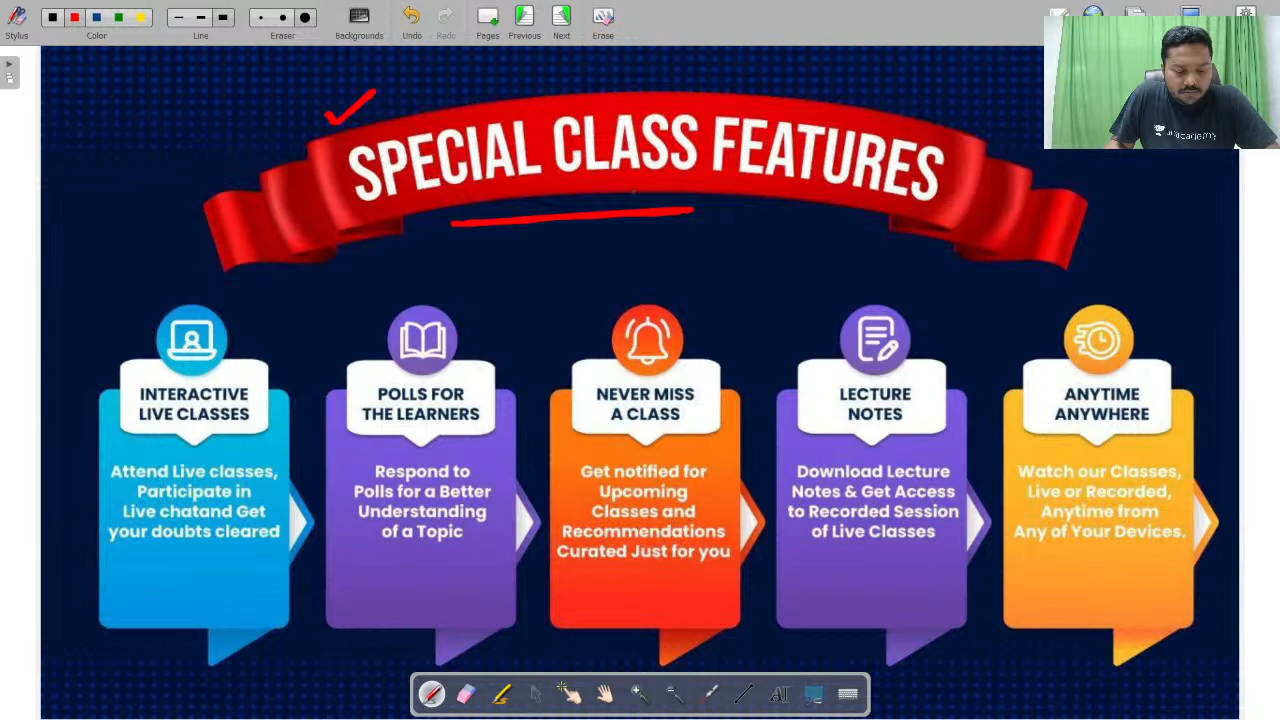 Stylus
Color
Line
Eraser
Backgrounds
Undo
Redo
Pages
Previous
Next
Erase
SPECIAL CLASS FEATURES
INTERACTIVE
LIVE CLASSES
Attend Live classes,
Participate in
Live chatand Get
your doubts cleared
POLLS FOR
THE LEARNERS
Respond to
Polls for a Better
Understanding
of a Topic
NEVER MISS
A CLASS
Get notified for
Upcoming
Classes and
Recommendations
Curated Just for you
LECTURE
NOTES
Download Lecture
Notes & Get Access
to Recorded Session
of Live Classes
ANYTIME
ANYWHERE
Watch our Classes,
Live or Recorded,
Anytime from
Any of Your Devices.
AI